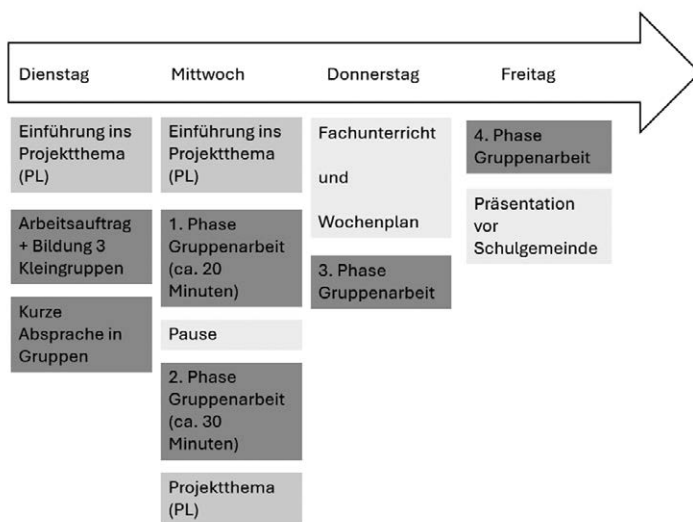 Dienstag
Mittwoch
Donnerstag
Freitag
Einführung ins
Projektthema
(PL)
Arbeitsauftrag
+ Bildung 3
Kleingruppen
Kurze
Absprache in
Gruppen
Einführung ins
Projektthema
(PL)
1. Phase
Gruppenarbeit
(ca. 20
Minuten)
Pause
2. Phase
Gruppenarbeit
(ca. 30
Minuten)
Projektthema
(PL)
Fachunterricht
und
Wochenplan
3. Phase
Gruppenarbeit
4. Phase
Gruppenarbeit
Präsentation
vor
Schulgemeinde